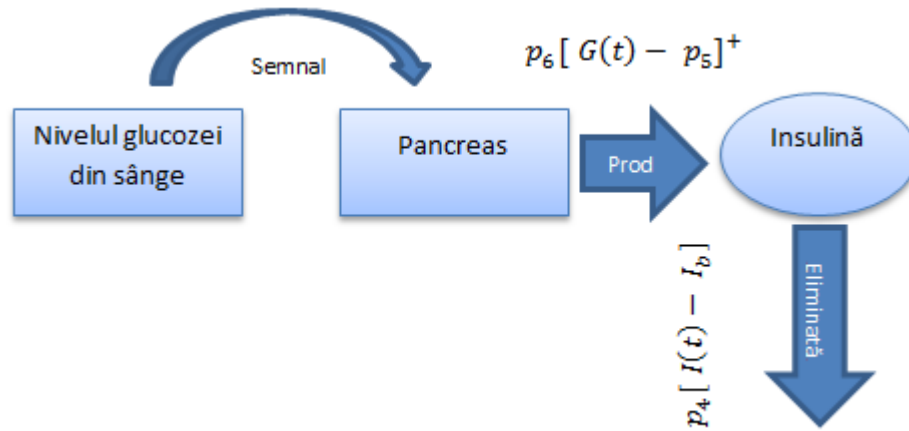 Semnal
p₆[ G(t) − p₅]⁺
Nivelul glucozei
din sânge
Pancreas
Prod
Insulină
p₄[ I(t) − I_b]
Eliminată